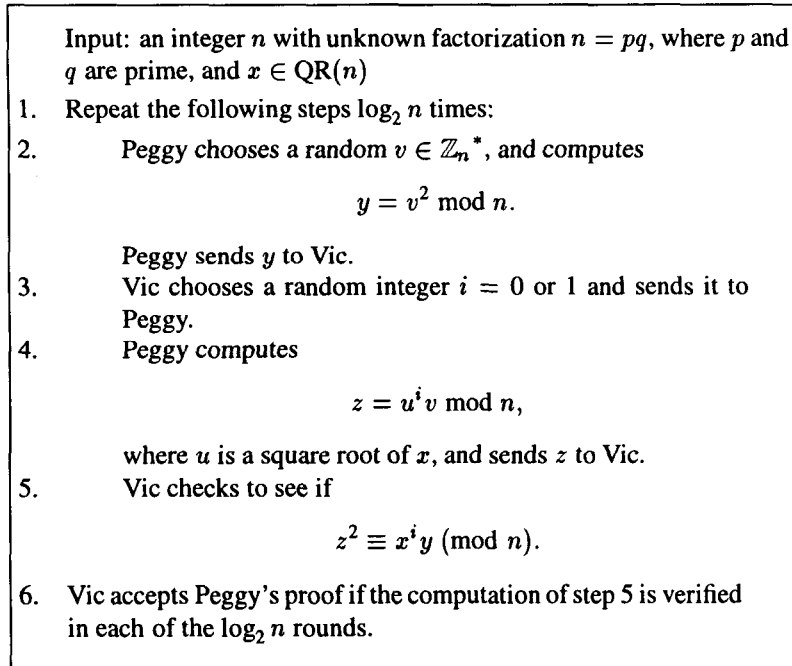 Input: an integer n with unknown factorization n = pq, where p and
q are prime, and x ∈ QR(n)
1. Repeat the following steps log₂ n times:
2. Peggy chooses a random v ∈ ℤₙ*, and computes
y = v² mod n.
Peggy sends y to Vic.
3. Vic chooses a random integer i = 0 or 1 and sends it to
Peggy.
4. Peggy computes
z = uⁱv mod n,
where u is a square root of x, and sends z to Vic.
5. Vic checks to see if
z² ≡ xⁱy (mod n).
6. Vic accepts Peggy's proof if the computation of step 5 is verified
in each of the log₂ n rounds.